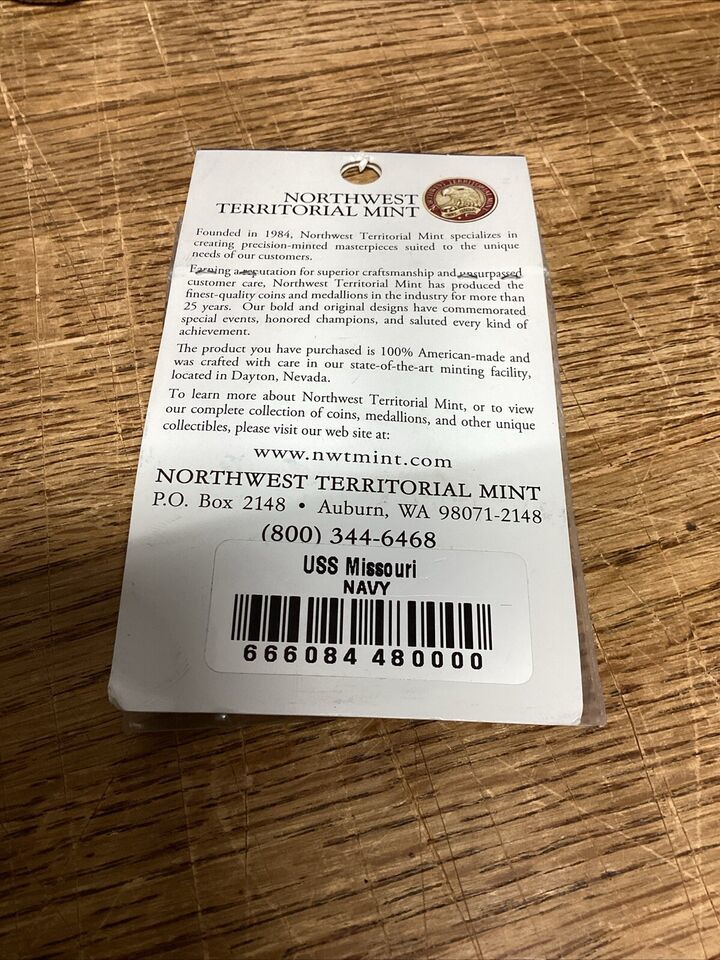 NORTHWEST
TERRITORIAL MINT
Founded in 1984, Northwest Territorial Mint specializes in
creating precision-minted masterpieces suited to the unique
needs of our customers.
Earning a reputation for superior craftsmanship and unsurpassed
customer care, Northwest Territorial Mint has produced the
finest-quality coins and medallions in the industry for more than
25 years. Our bold and original designs have commemorated
special events, honored champions, and saluted every kind of
achievement.
The product you have purchased is 100% American-made and
was crafted with care in our state-of-the-art minting facility,
located in Dayton, Nevada.
To learn more about Northwest Territorial Mint, or to view
our complete collection of coins, medallions, and other unique
collectibles, please visit our web site at:
www.nwtmint.com
NORTHWEST TERRITORIAL MINT
P.O. Box 2148 • Auburn, WA 98071-2148
(800) 344-6468
USS Missouri
NAVY
666084 480000